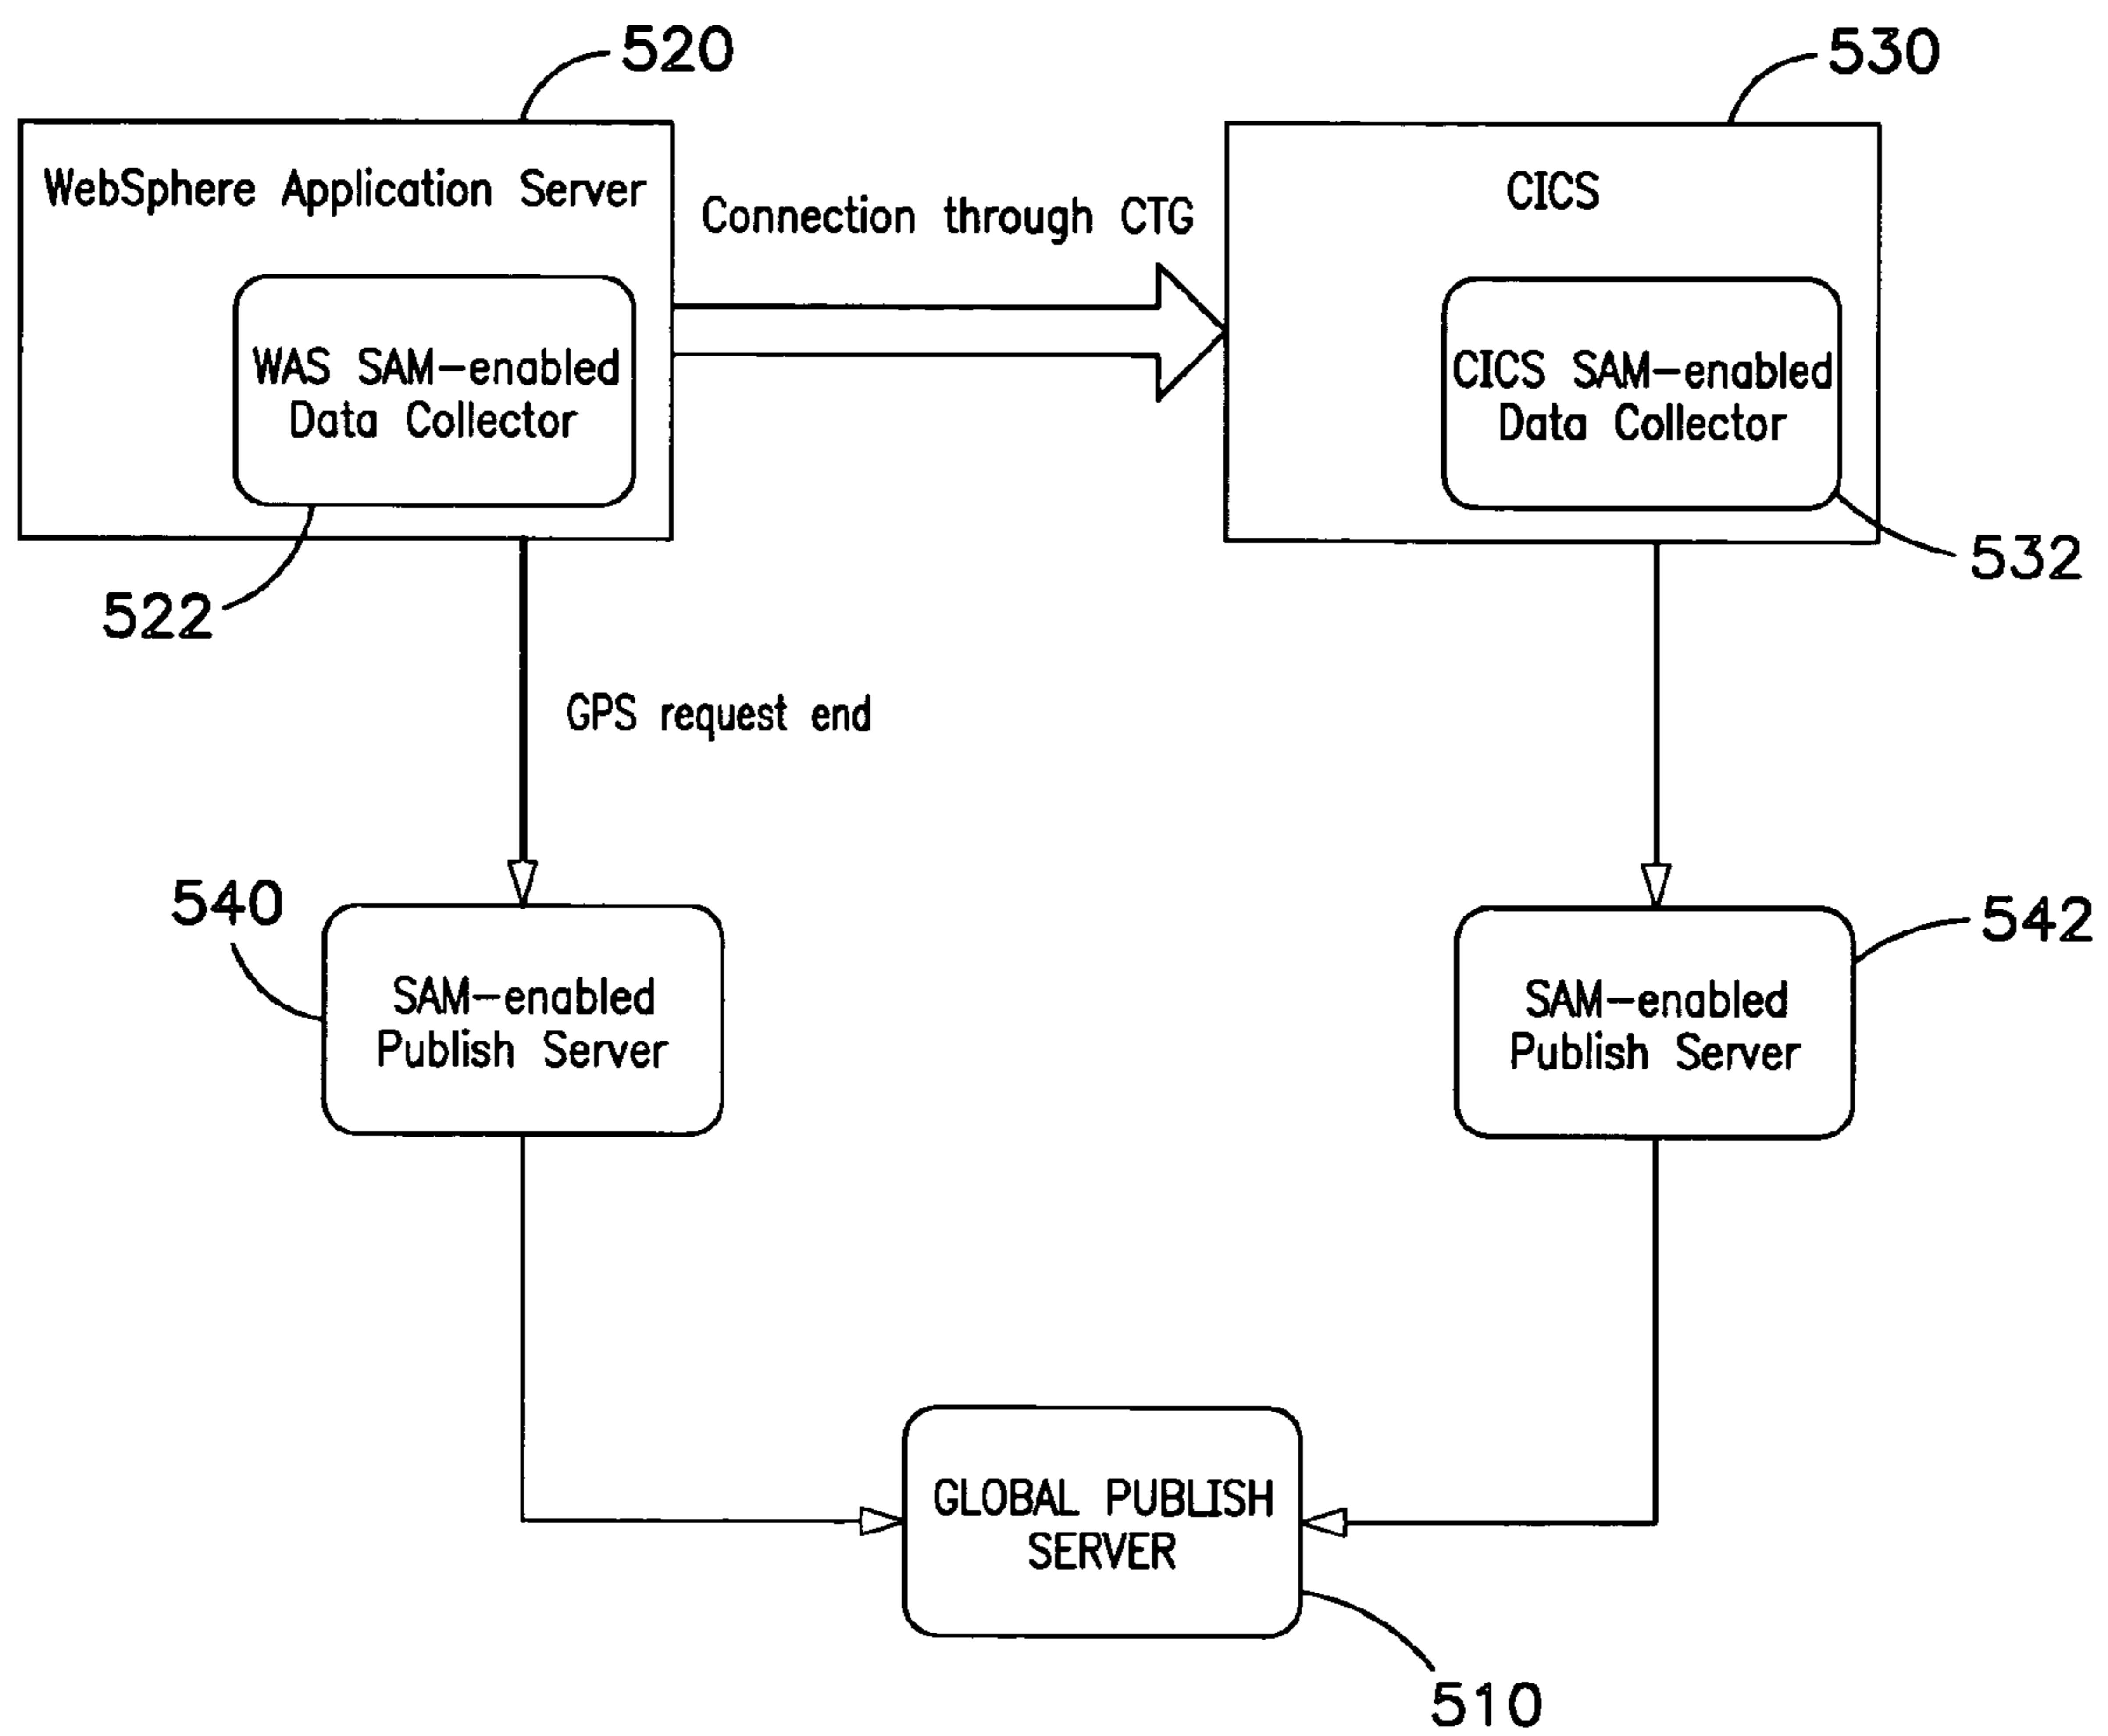 520
530
WebSphere Application Server
CICS
Connection through CTG
WAS SAM-enabled
Data Collector
CICS SAM-enabled
Data Collector
532
522
GPS request end
540
542
SAM-enabled
Publish Server
SAM-enabled
Publish Server
GLOBAL PUBLISH
SERVER
510